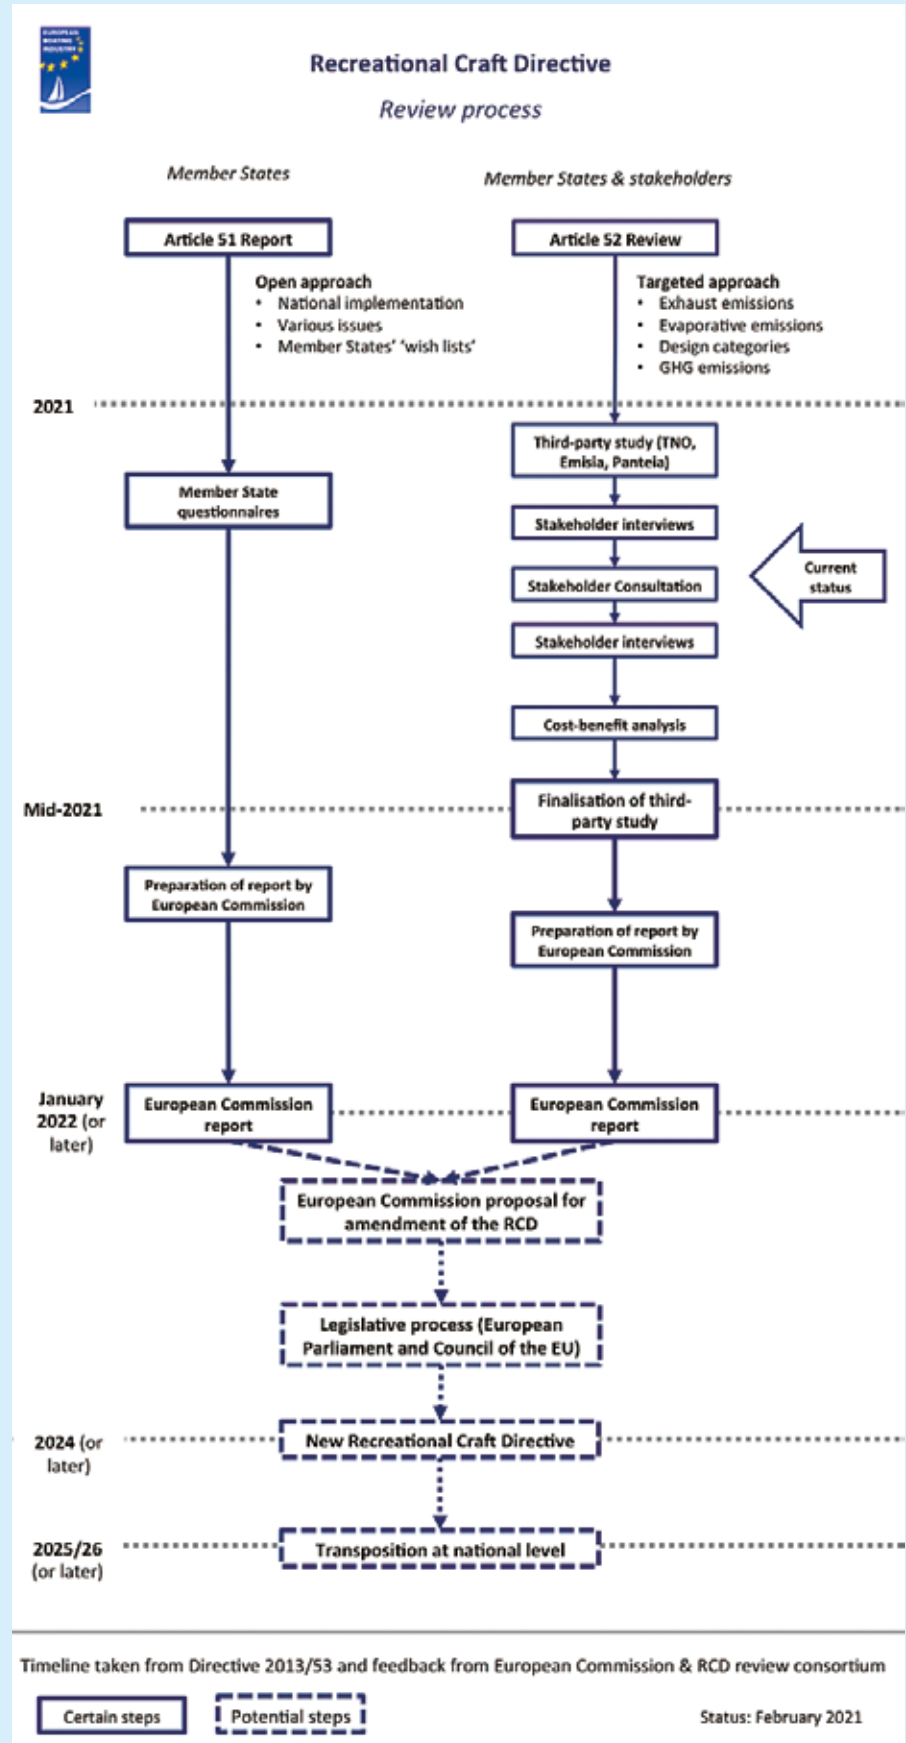 EUROPEAN
BOATING
INDUSTRY
Recreational Craft Directive
Review process
Member States
Member States & stakeholders
Article 51 Report
Article 52 Review
Open approach
• National implementation
• Various issues
• Member States' 'wish lists'
Targeted approach
• Exhaust emissions
• Evaporative emissions
• Design categories
• GHG emissions
2021
Third-party study (TNO,
Emisia, Panteia)
Member State
questionnaires
Stakeholder interviews
Current
status
Stakeholder Consultation
Stakeholder interviews
Cost-benefit analysis
Mid-2021
Finalisation of third-
party study
Preparation of report by
European Commission
Preparation of report by
European Commission
January
2022 (or
later)
European Commission
report
European Commission
report
European Commission proposal for
amendment of the RCD
Legislative process (European
Parliament and Council of the EU)
2024 (or
later)
New Recreational Craft Directive
2025/26
(or later)
Transposition at national level
Timeline taken from Directive 2013/53 and feedback from European Commission & RCD review consortium
Certain steps
Potential steps
Status: February 2021